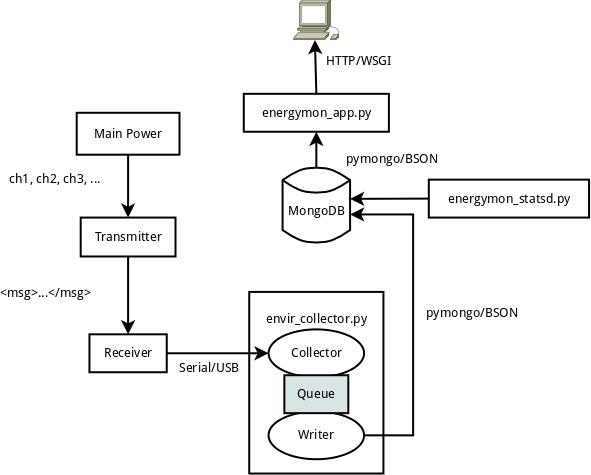 HTTP/WSGI
energymon_app.py
Main Power
pymongo/BSON
ch1, ch2, ch3, ...
energymon_statsd.py
MongoDB
Transmitter
<msg>...</msg>
pymongo/BSON
envir_collector.py
Receiver
Collector
Serial/USB
Queue
Writer